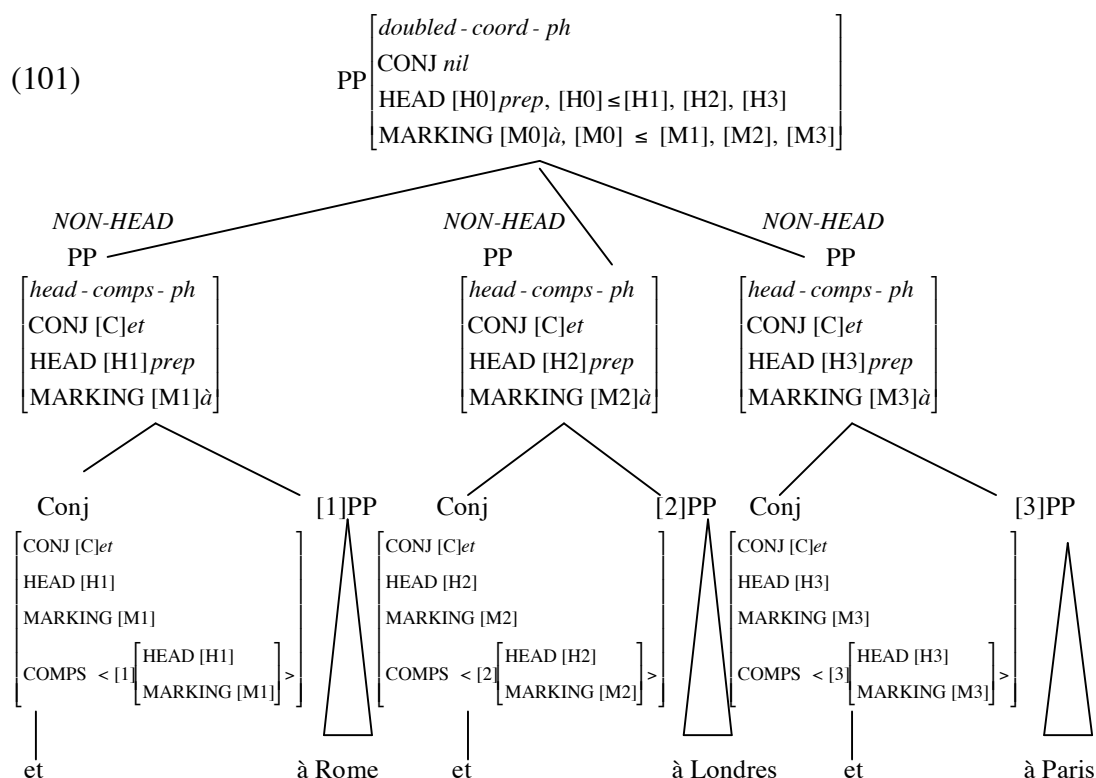 (101)
PP
doubled - coord - ph
CONJ nil
HEAD [H0] prep, [H0] ≤ [H1], [H2], [H3]
MARKING [M0] à, [M0] ≤ [M1], [M2], [M3]
NON-HEAD NON-HEAD NON-HEAD
PP PP PP
head - comps - ph head - comps - ph head - comps - ph
CONJ [C] et CONJ [C] et CONJ [C] et
HEAD [H1] prep HEAD [H2] prep HEAD [H3] prep
MARKING [M1] à MARKING [M2] à MARKING [M3] à
Conj [1]PP Conj [2]PP Conj [3]PP
CONJ [C] et CONJ [C] et CONJ [C] et
HEAD [H1] HEAD [H2] HEAD [H3]
MARKING [M1] MARKING [M2] MARKING [M3]
HEAD [H1] HEAD [H2] HEAD [H3]
COMPS < [1] > COMPS < [2] > COMPS < [3] >
MARKING [M1] MARKING [M2] MARKING [M3]
et à Rome et à Londres et à Paris